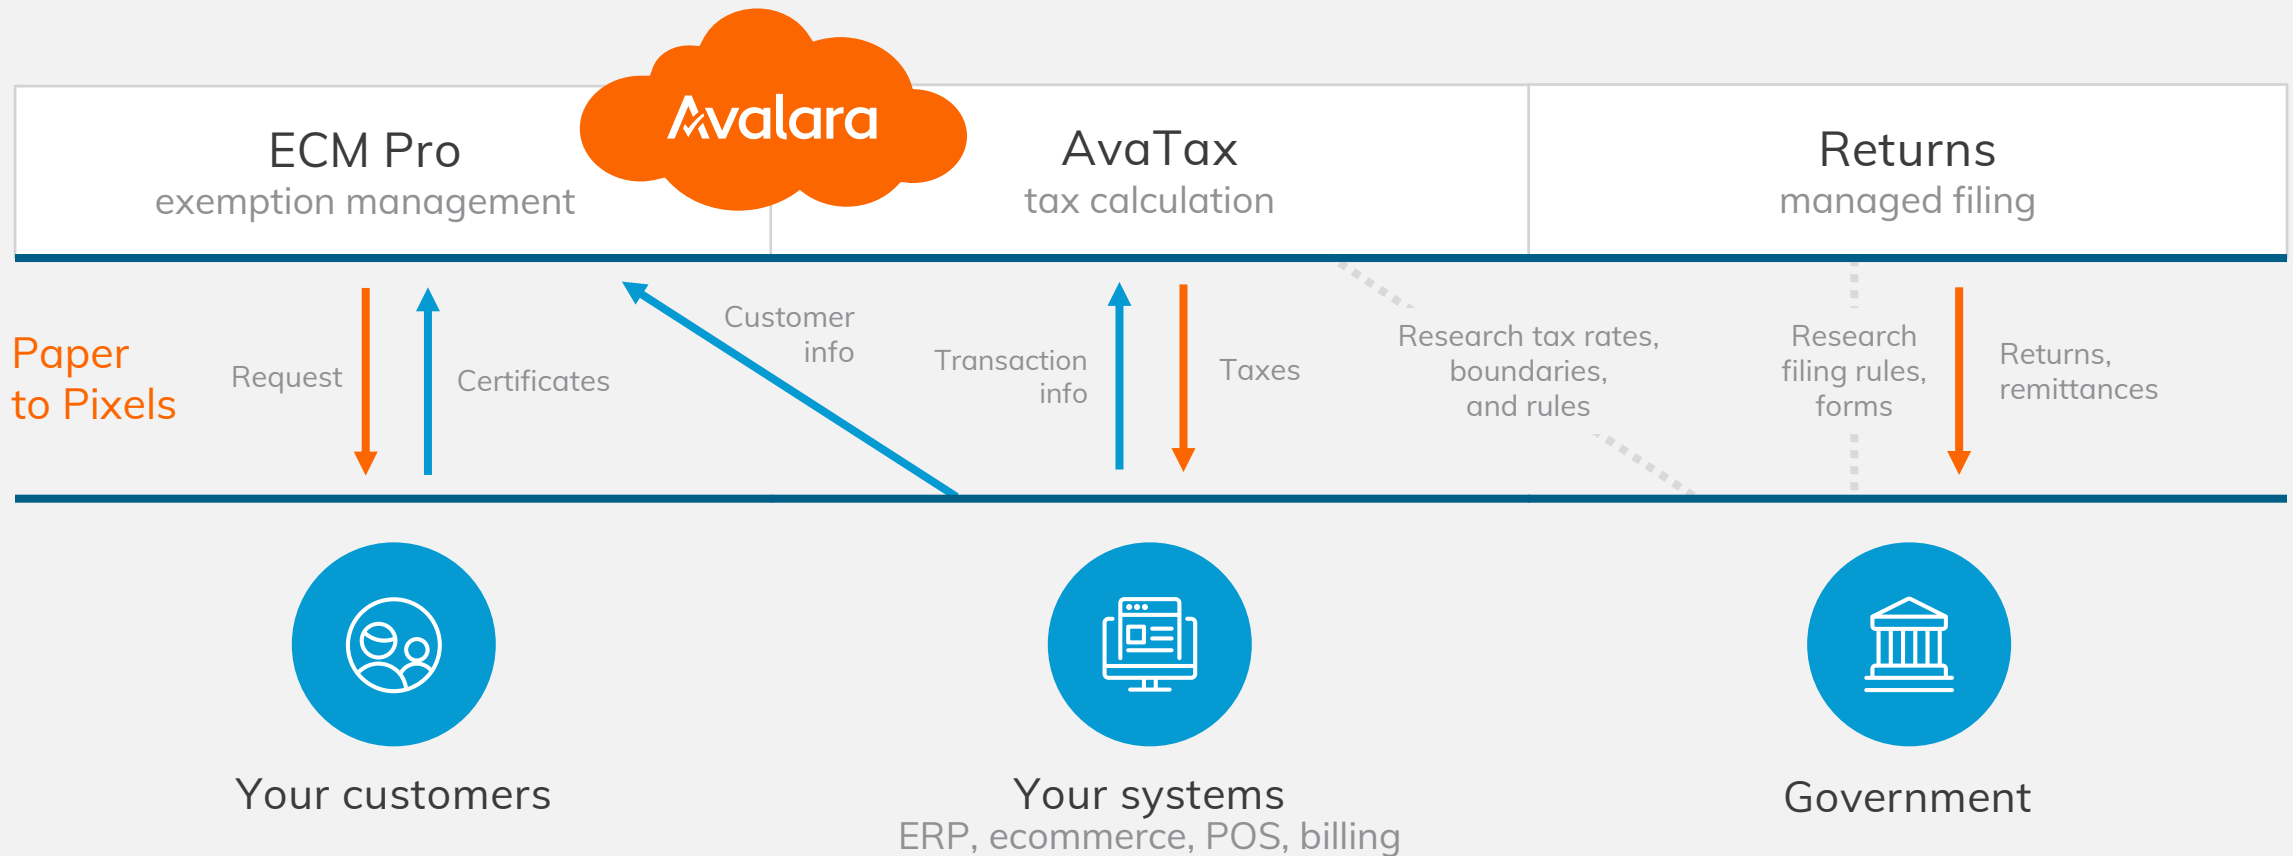 Avalara
ECM Pro
exemption management
AvaTax
tax calculation
Returns
managed filing
Paper
to Pixels
Request
Certificates
Customer
info
Transaction
info
Taxes
Research tax rates,
boundaries,
and rules
Research
filing rules,
forms
Returns,
remittances
Your customers
Your systems
ERP, ecommerce, POS, billing
Government